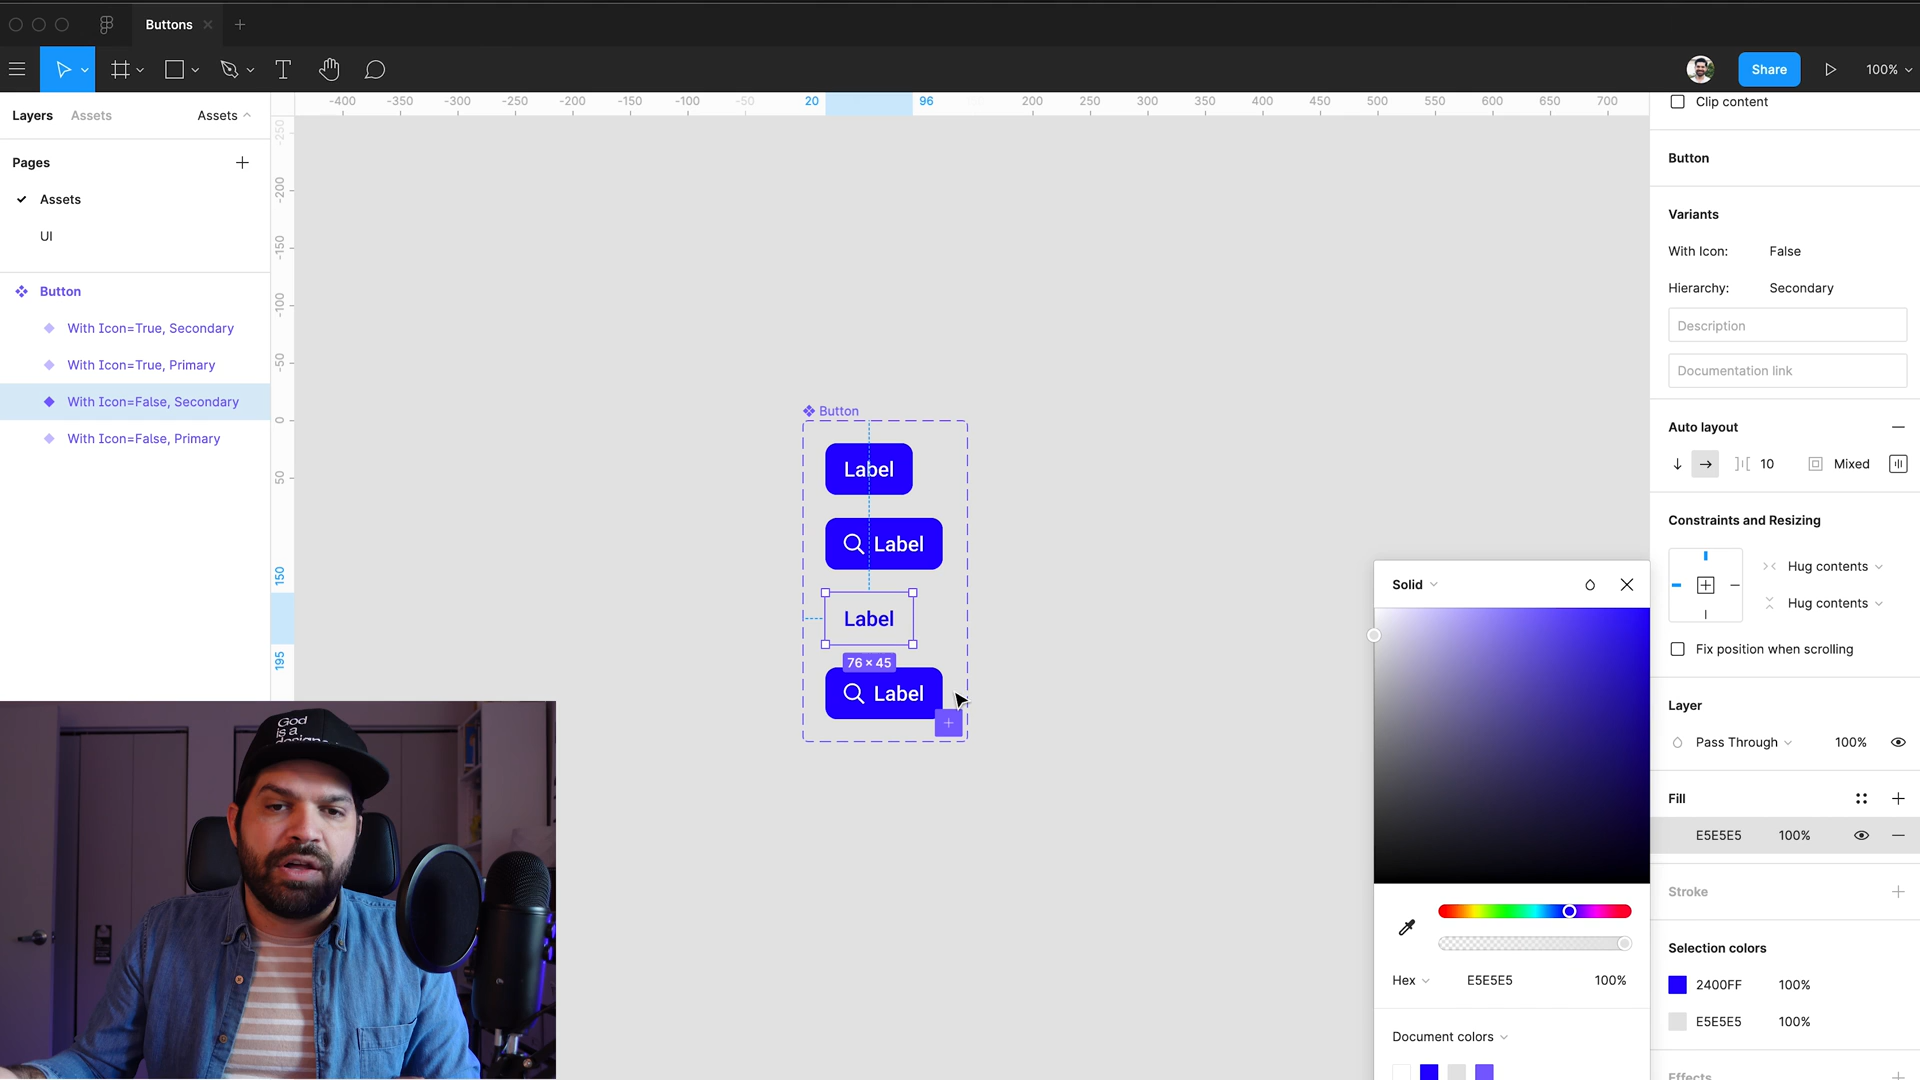 Buttons
Share
100%
Layers
Assets
Assets
Pages
Assets
UI
Button
With Icon=True, Secondary
With Icon=True, Primary
With Icon=False, Secondary
With Icon=False, Primary
-400
-350
-300
-250
-200
-150
-100
-50
20
96
200
250
300
350
400
450
500
550
600
650
700
-250
-200
-150
-100
-50
0
50
150
195
Button
Label
Label
Label
76 × 45
Label
God
is a
Solid
Hex
E5E5E5
100%
Document colors
Clip content
Button
Variants
With Icon:
False
Hierarchy:
Secondary
Description
Documentation link
Auto layout
10
Mixed
Constraints and Resizing
Hug contents
Hug contents
Fix position when scrolling
Layer
Pass Through
100%
Fill
E5E5E5
100%
Stroke
Selection colors
2400FF
100%
E5E5E5
100%
Effects